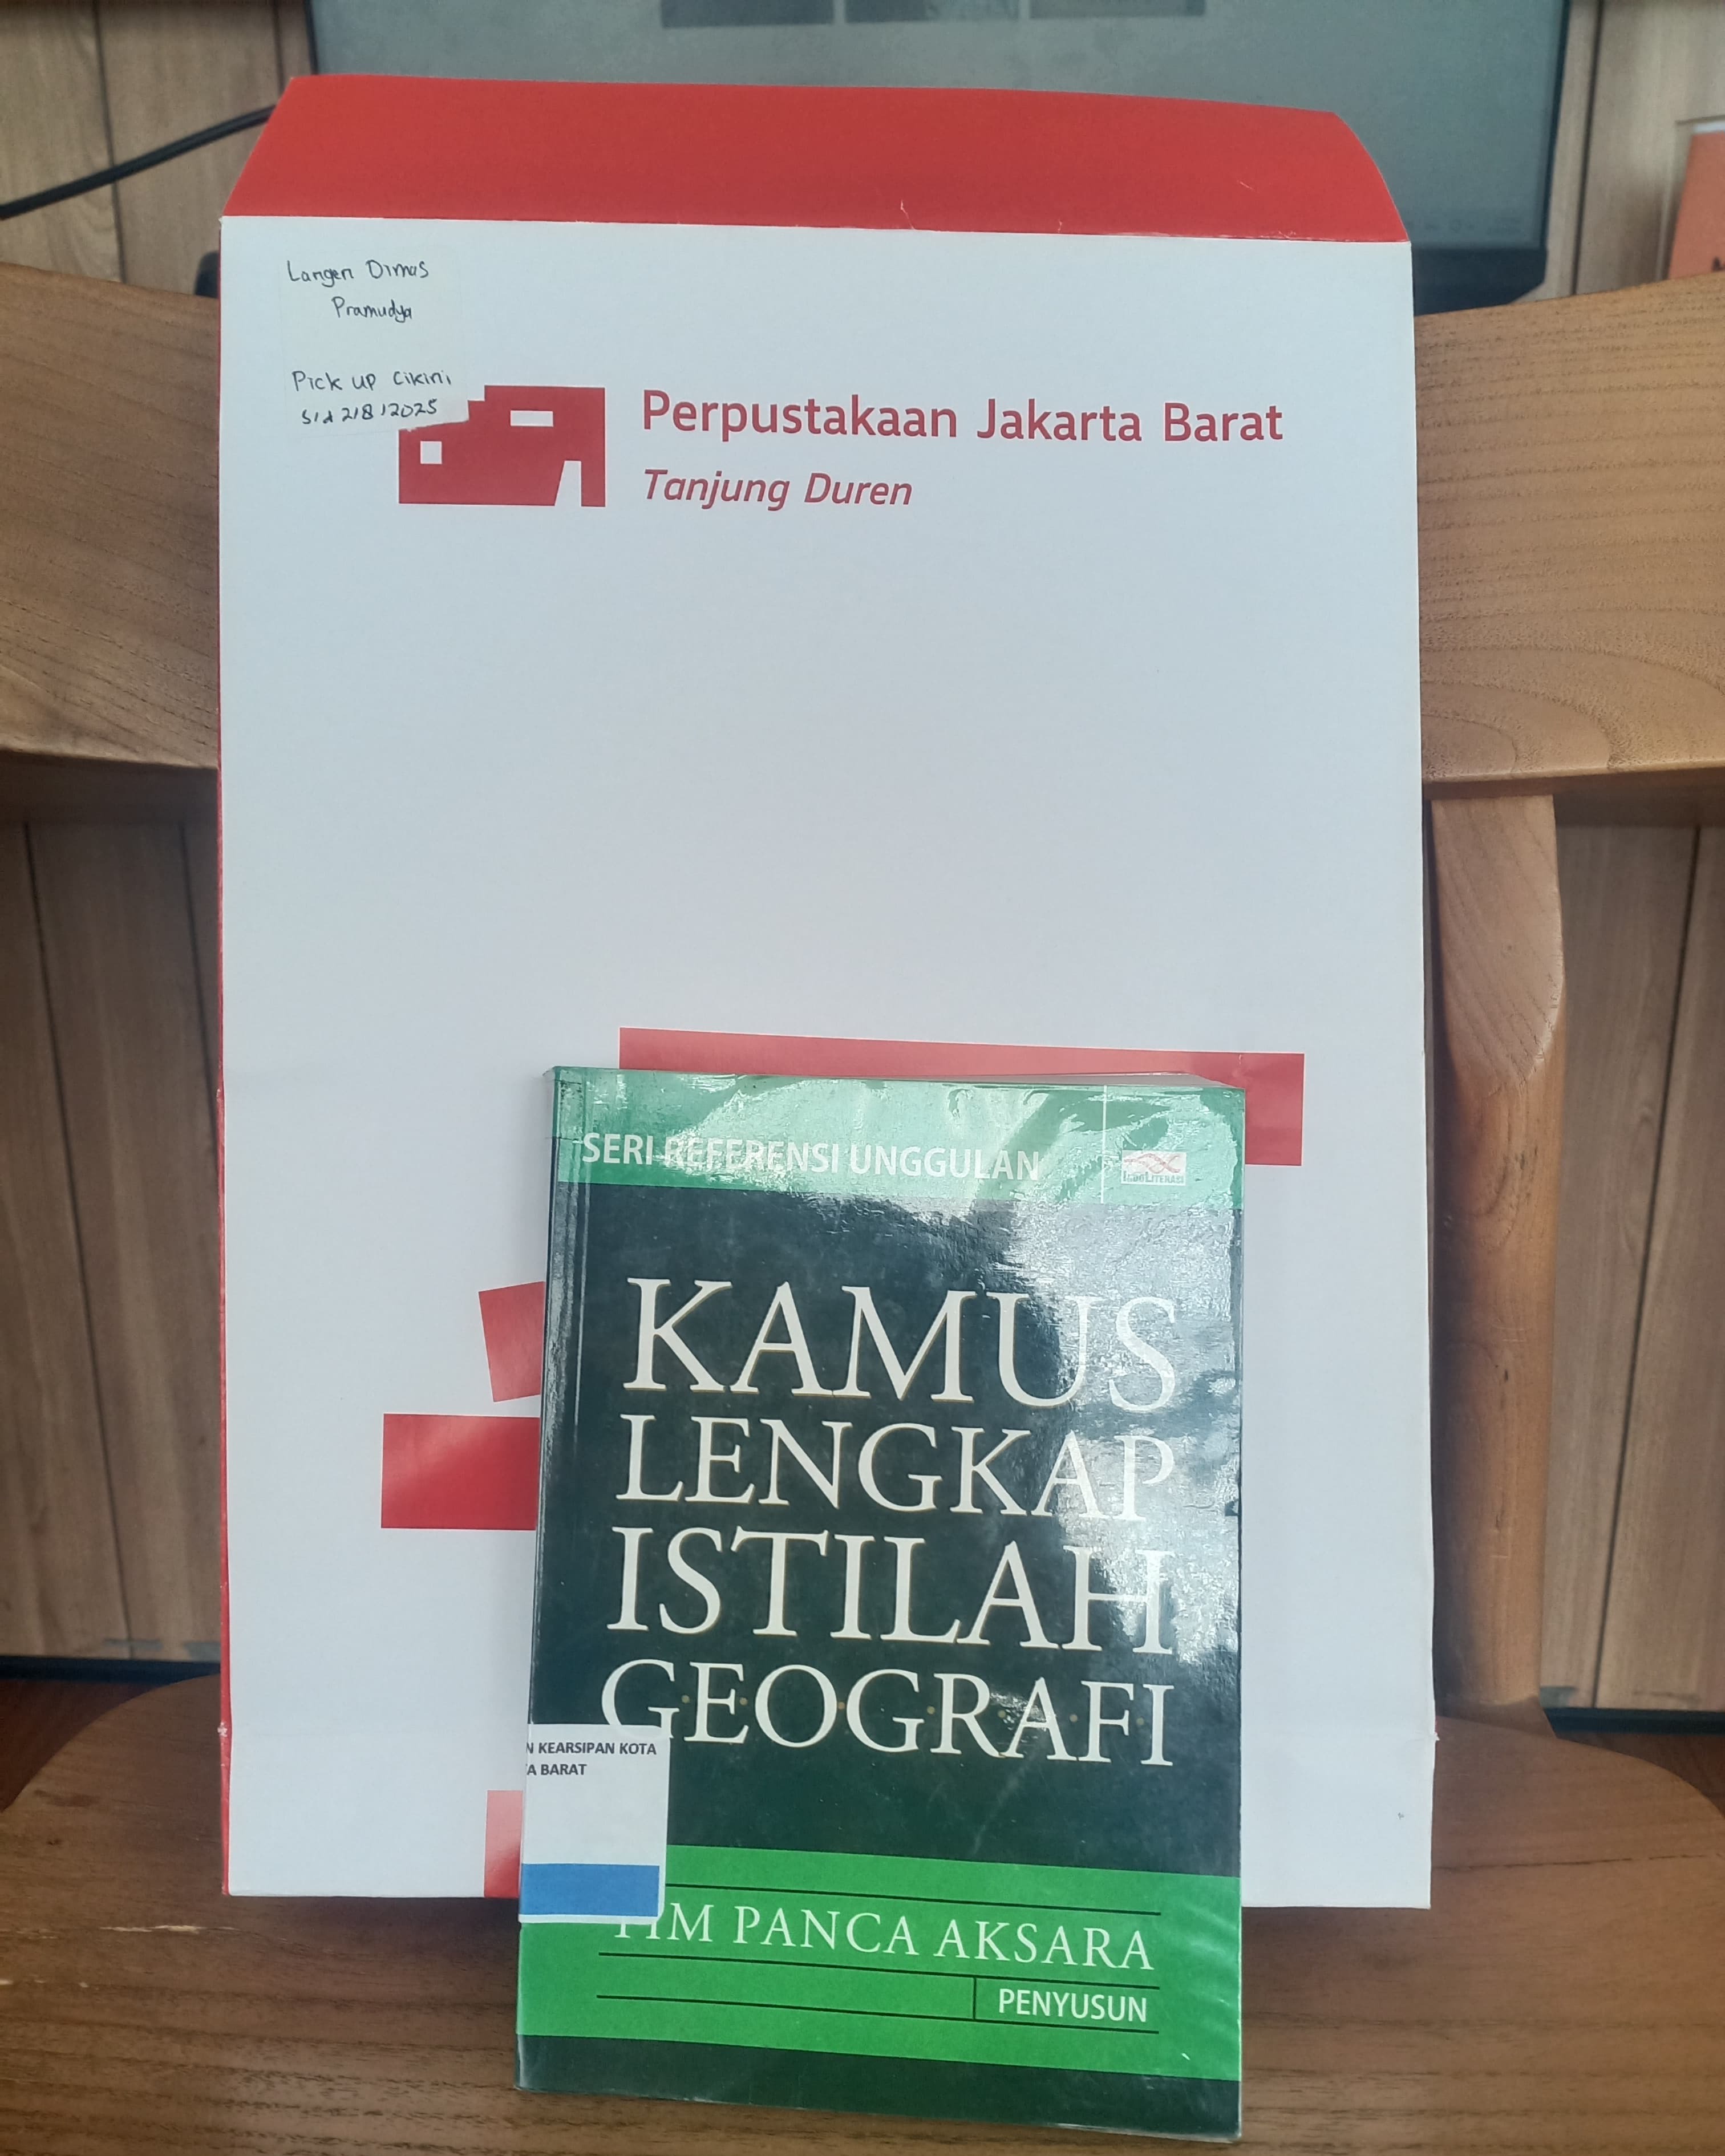 Langen Dimas
Pramudya
Pick up Cikini
s/d 2/8/2025
Perpustakaan Jakarta Barat
Tanjung Duren
SERI REFERENSI UNGGULAN
INDOLITERASI
KAMUS
LENGKAP
ISTILAH
GEOGRAFI
N KEARSIPAN KOTA
A BARAT
TIM PANCA AKSARA
PENYUSUN